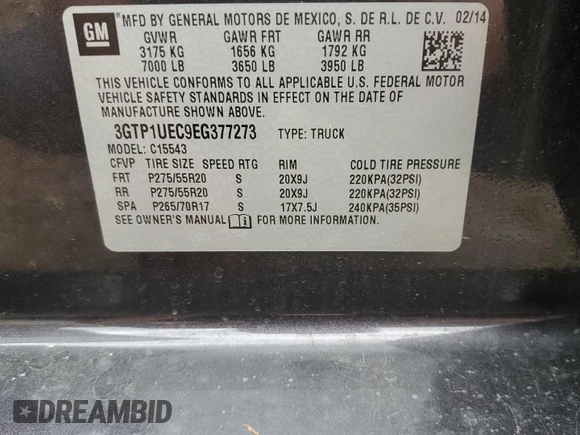 GM
MFD BY GENERAL MOTORS DE MEXICO, S. DE R.L. DE C.V. 02/14
GVWR GAWR FRT GAWR RR
3175 KG 1656 KG 1792 KG
7000 LB 3650 LB 3950 LB
THIS VEHICLE CONFORMS TO ALL APPLICABLE U.S. FEDERAL MOTOR
VEHICLE SAFETY STANDARDS IN EFFECT ON THE DATE OF
MANUFACTURE SHOWN ABOVE.
3GTP1UEC9EG377273 TYPE: TRUCK
MODEL: C15543
CFVP TIRE SIZE SPEED RTG RIM COLD TIRE PRESSURE
FRT P275/55R20 S 20X9J 220KPA(32PSI)
RR P275/55R20 S 20X9J 220KPA(32PSI)
SPA P265/70R17 S 17X7.5J 240KPA(35PSI)
SEE OWNER'S MANUAL FOR MORE INFORMATION.
DREAMBID